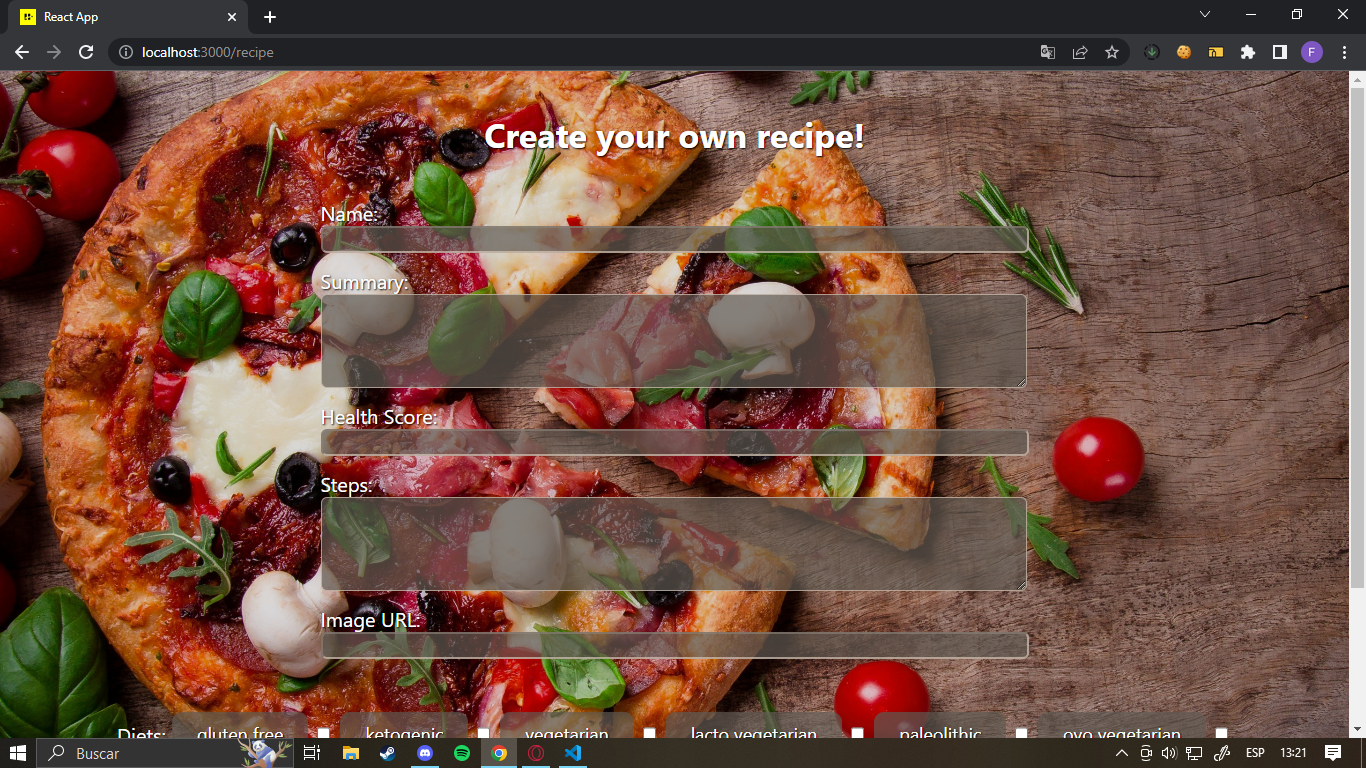 React App
localhost:3000/recipe
F
Create your own recipe!
Name:
Summary:
Health Score:
Steps:
Image URL:
Diets: gluten free ketogenic vegetarian lacto vegetarian paleolithic ovo vegetarian
Buscar
ESP 13:21